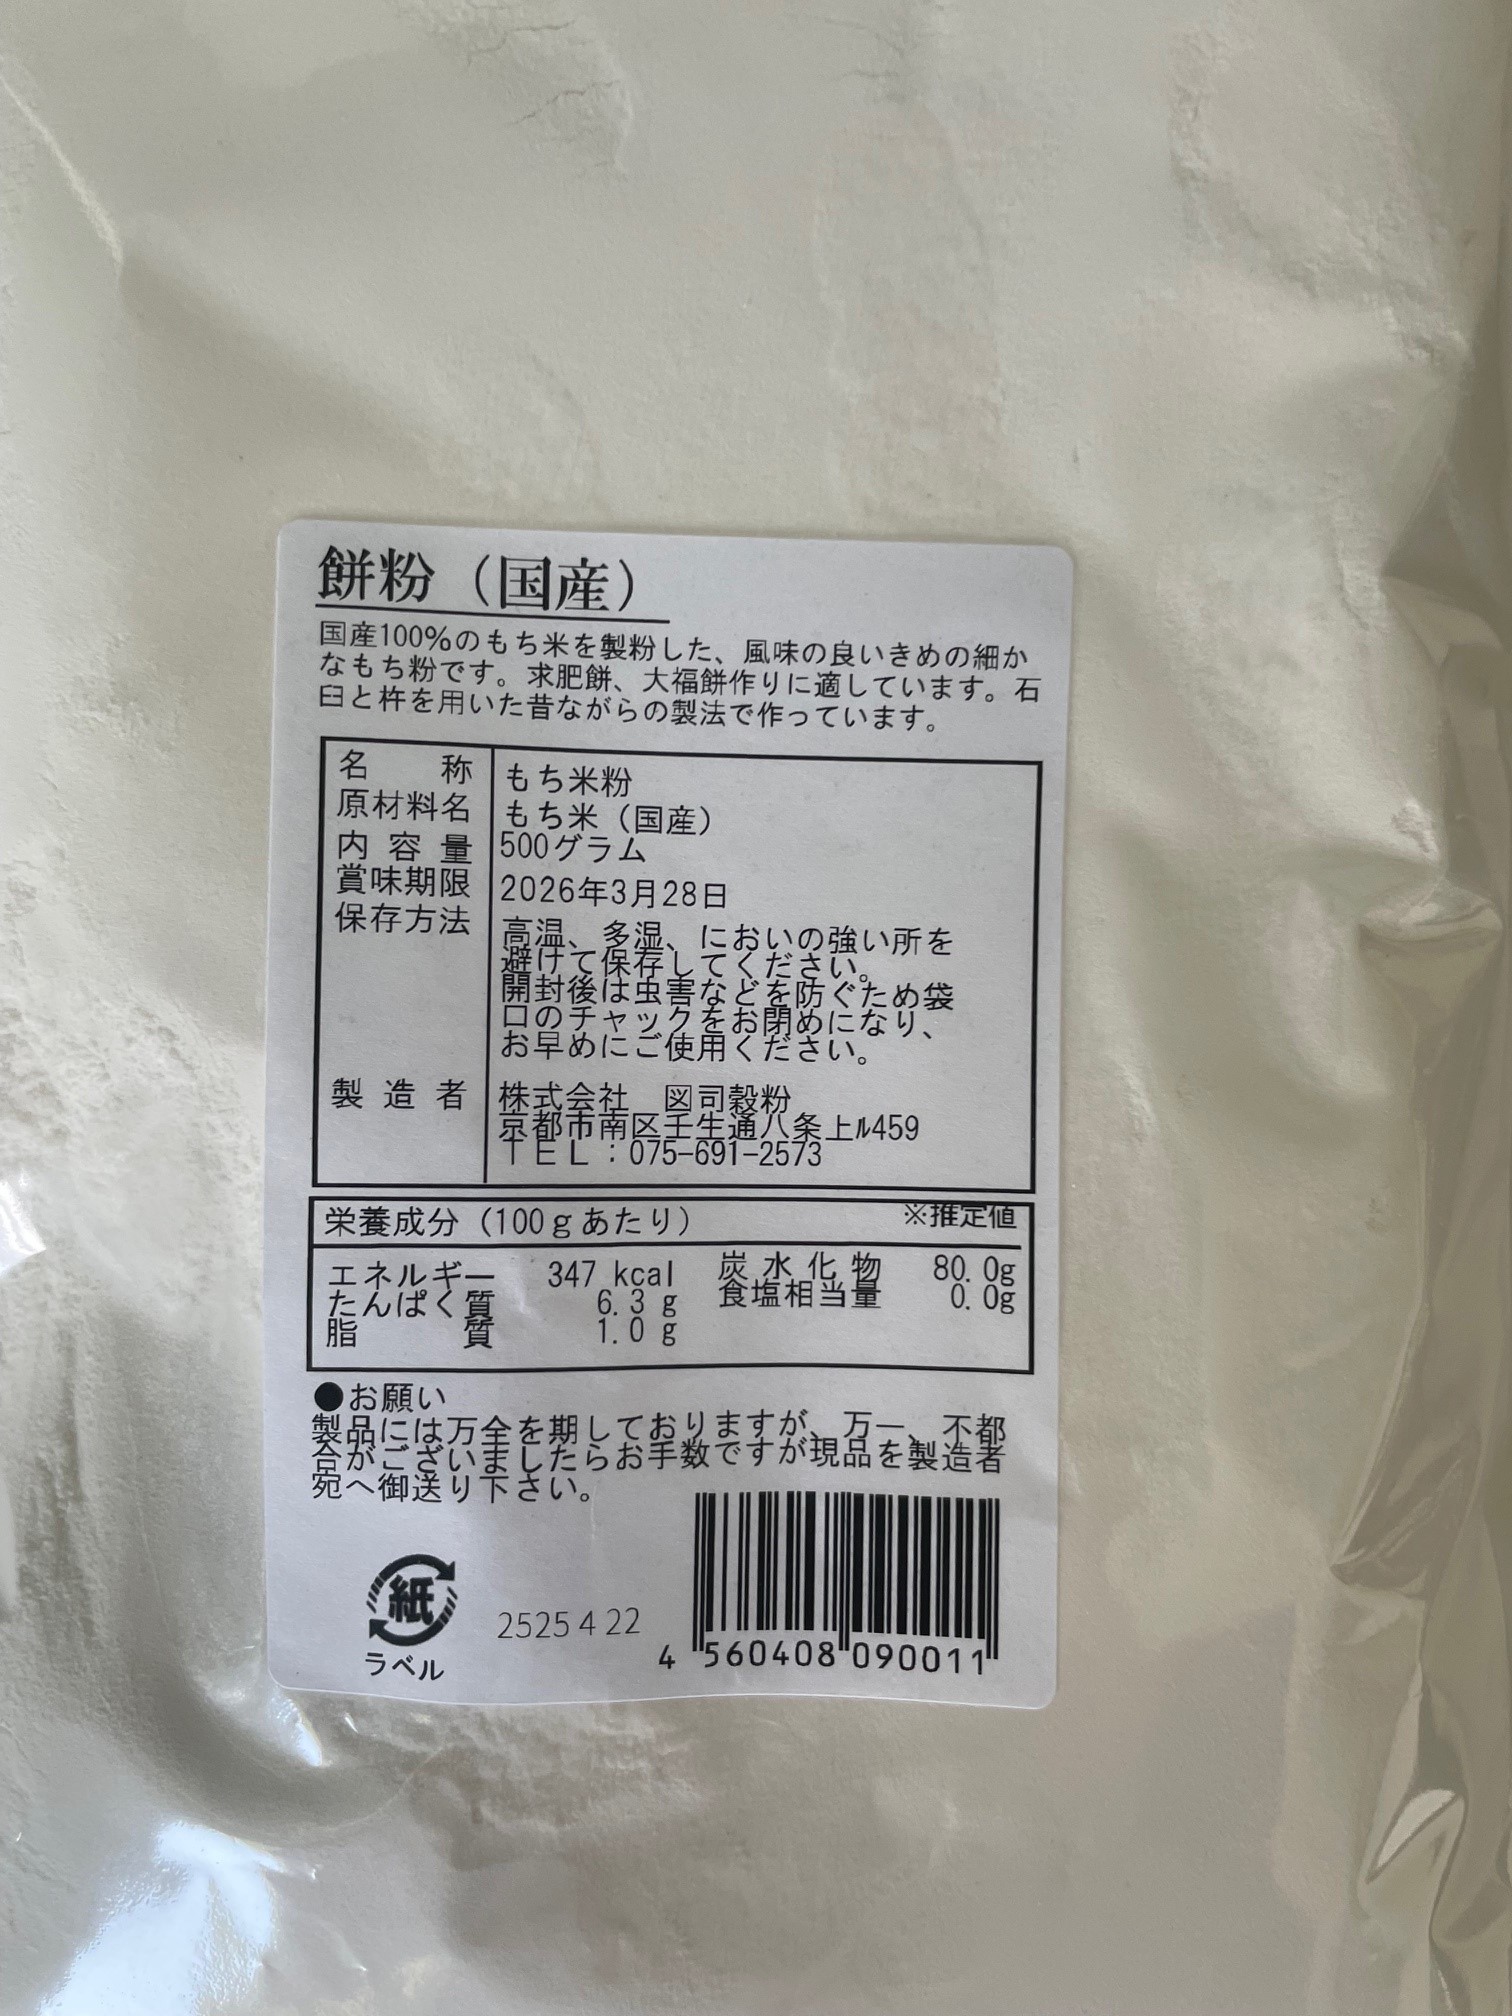 餅粉（国産）
国産100%のもち米を製粉した、風味の良いきめの細か
なもち粉です。求肥餅、大福餅作りに適しています。石
臼と杵を用いた昔ながらの製法で作っています。
名　　称 もち米粉
原材料名 もち米（国産）
内 容 量 500グラム
賞味期限 2026年3月28日
保存方法 高温、多湿、においの強い所を
避けて保存してください。
開封後は虫害などを防ぐため袋
口のチャックをお閉めになり、
お早めにご使用ください。
製 造 者 株式会社　図司穀粉
京都市南区壬生通八条上ル459
TEL：075-691-2573
栄養成分（100gあたり） ※推定値
エネルギー 347 kcal 炭水化物 80.0g
たんぱく質 6.3 g 食塩相当量 0.0g
脂　　質 1.0 g
●お願い
製品には万全を期しておりますが、万一、不都
合がございましたらお手数ですが現品を製造者
宛へ御送り下さい。
紙
ラベル
2525 4 22
4 560408 090011